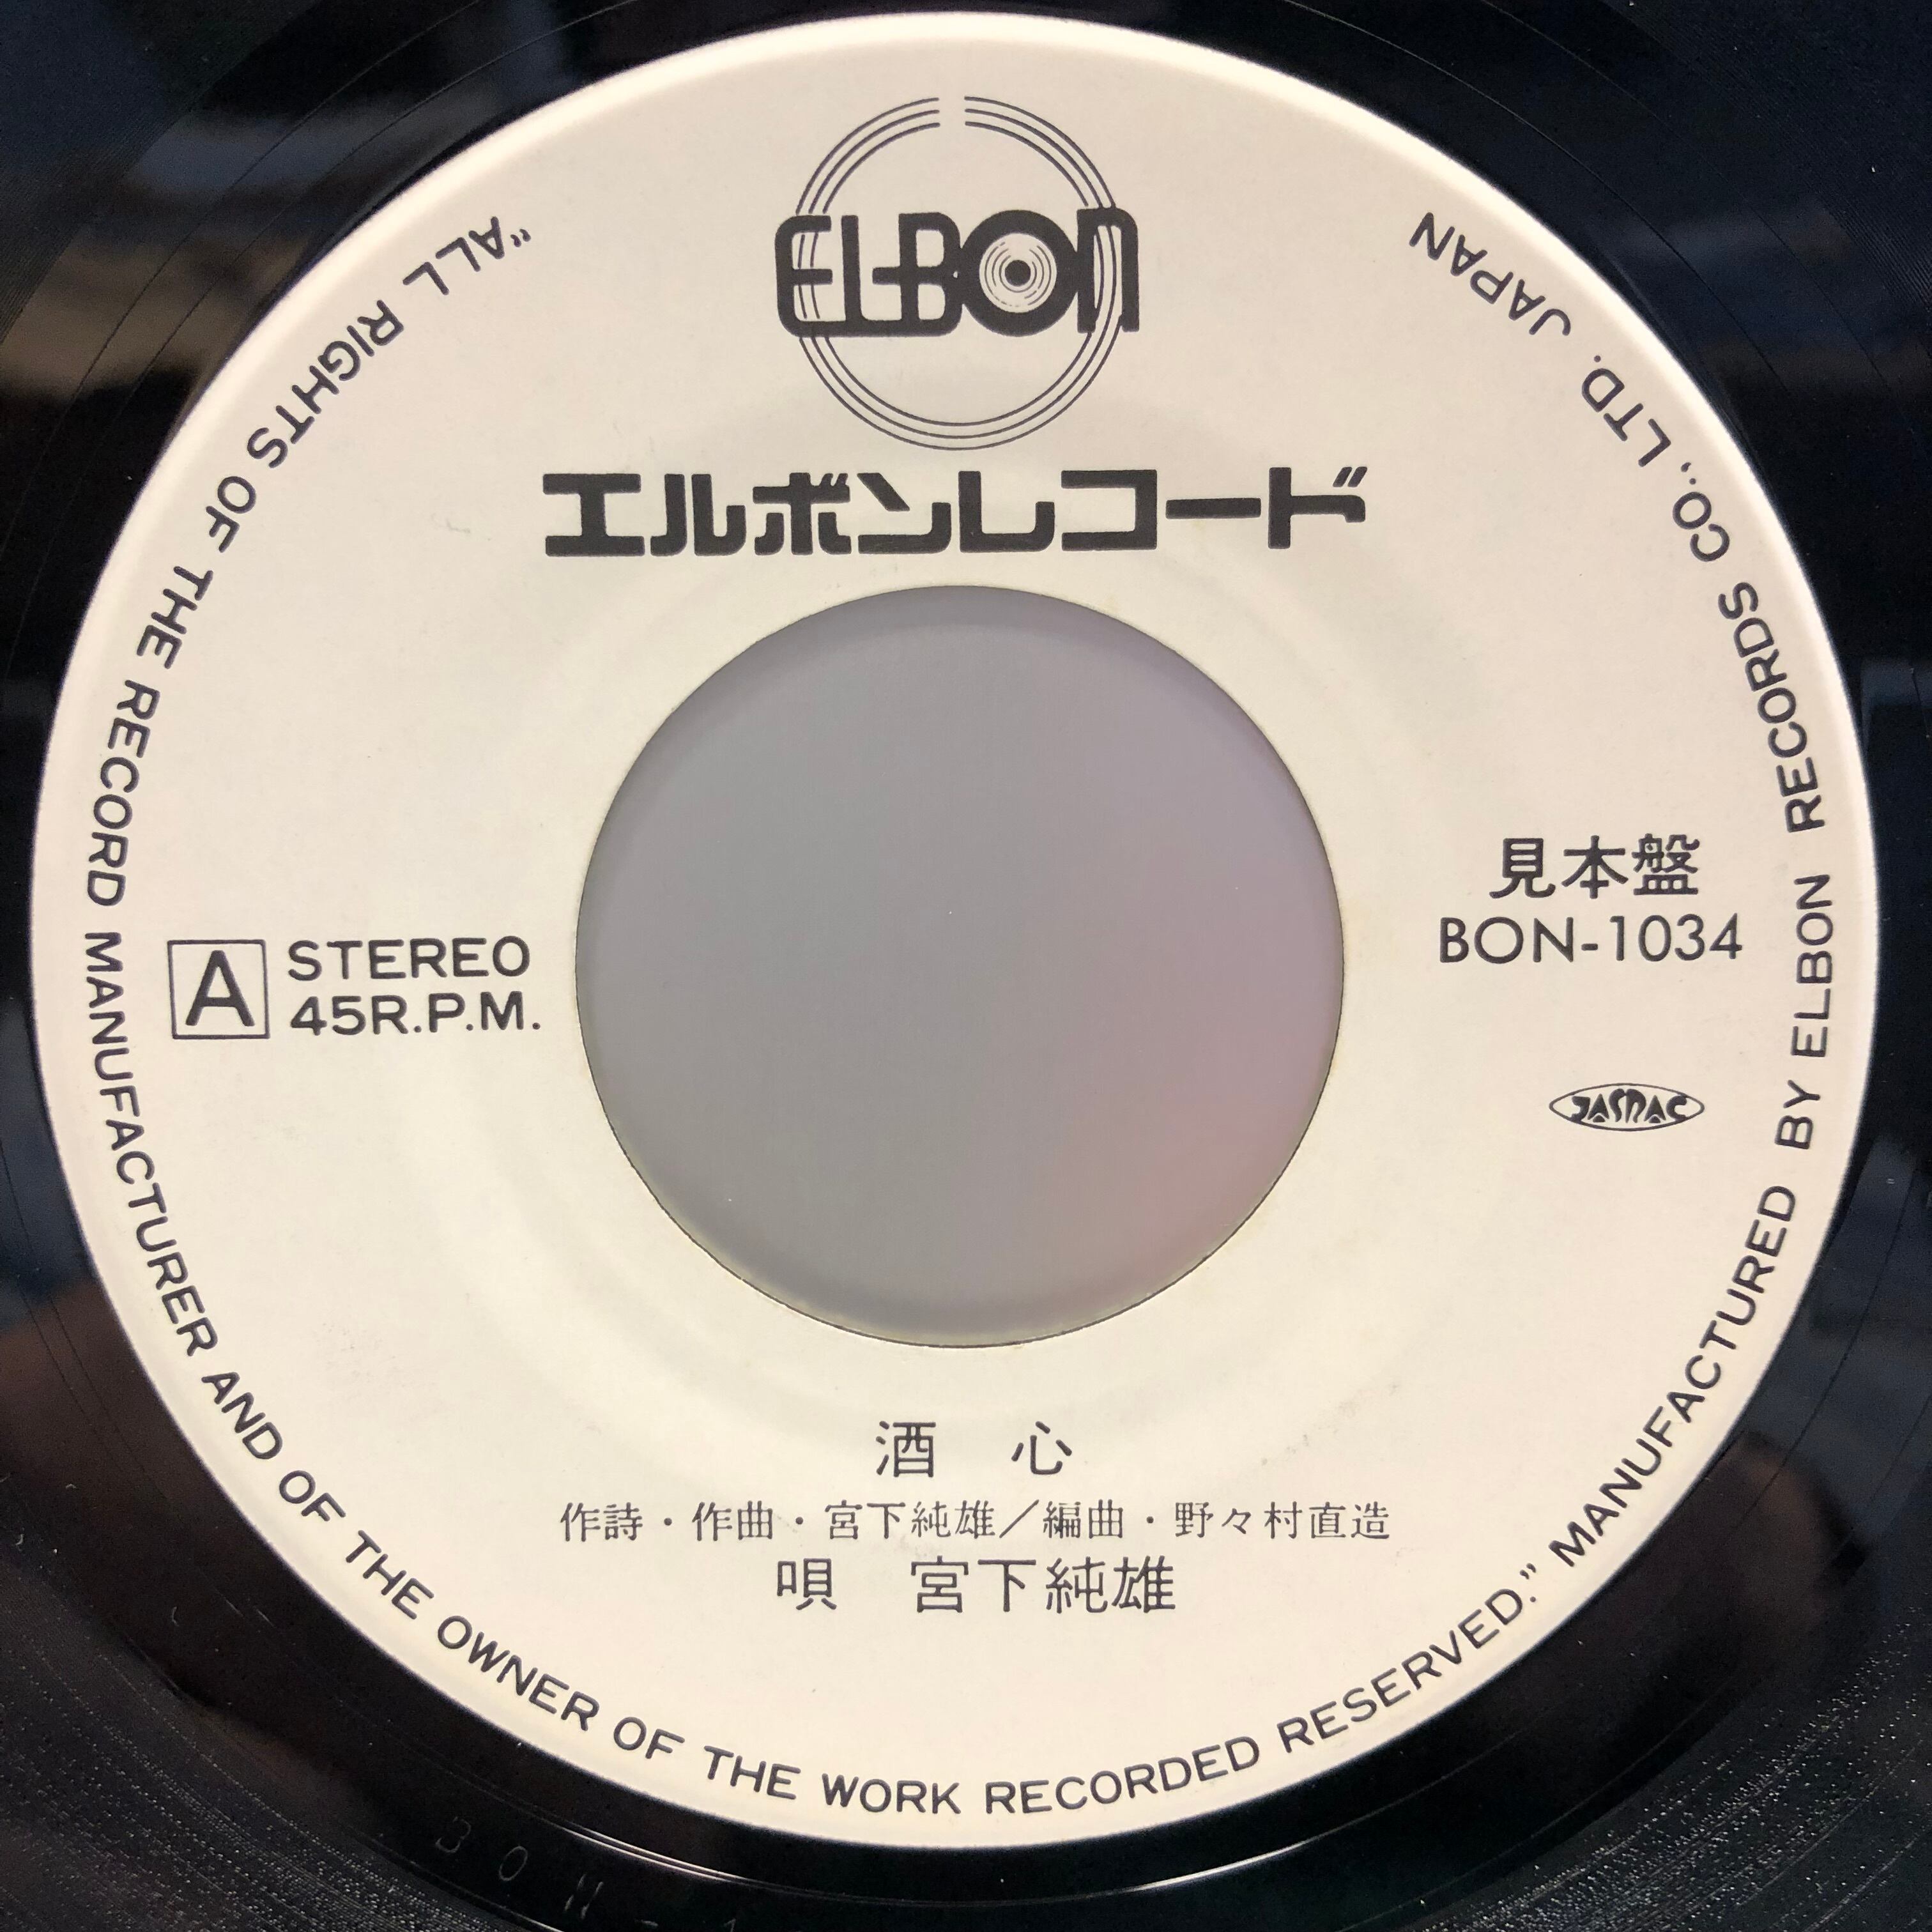 ELBON
エルボンレコード
見本盤
BON-1034
A STEREO
45R.P.M.
JASRAC
酒 心
作詩・作曲・宮下純雄／編曲・野々村直造
唄 宮下純雄
"ALL RIGHTS OF THE RECORD MANUFACTURER AND OF THE OWNER OF THE WORK RECORDED RESERVED." MANUFACTURED BY ELBON RECORDS CO., LTD. JAPAN